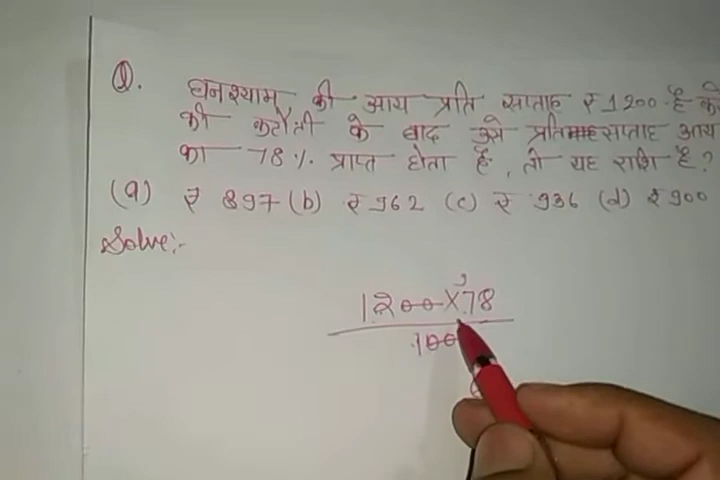 Q. घनश्याम की आय प्रति सप्ताह ₹1200 है
की कटौती के बाद उसे प्रति सप्ताह आय
का 78% प्राप्त होता है, तो यह राशि है?
(a) ₹ 897 (b) ₹962 (c) ₹ 936 (d) ₹900
Solve:-
1200×78
100